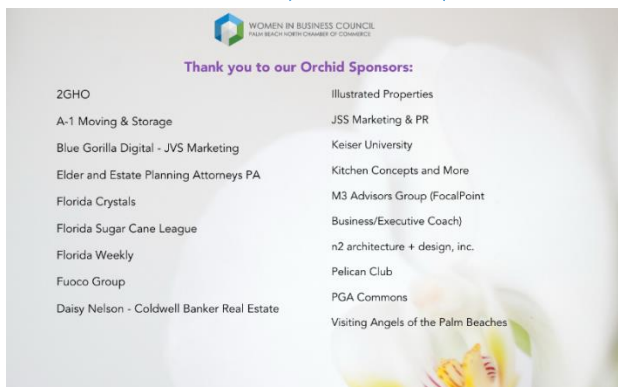 WOMEN IN BUSINESS COUNCIL
PALM BEACH NORTH CHAMBER OF COMMERCE
Thank you to our Orchid Sponsors:
2GHO
A-1 Moving & Storage
Blue Gorilla Digital - JVS Marketing
Elder and Estate Planning Attorneys PA
Florida Crystals
Florida Sugar Cane League
Florida Weekly
Fuoco Group
Daisy Nelson - Coldwell Banker Real Estate
Illustrated Properties
JSS Marketing & PR
Keiser University
Kitchen Concepts and More
M3 Advisors Group (FocalPoint
Business/Executive Coach)
n2 architecture + design, inc.
Pelican Club
PGA Commons
Visiting Angels of the Palm Beaches